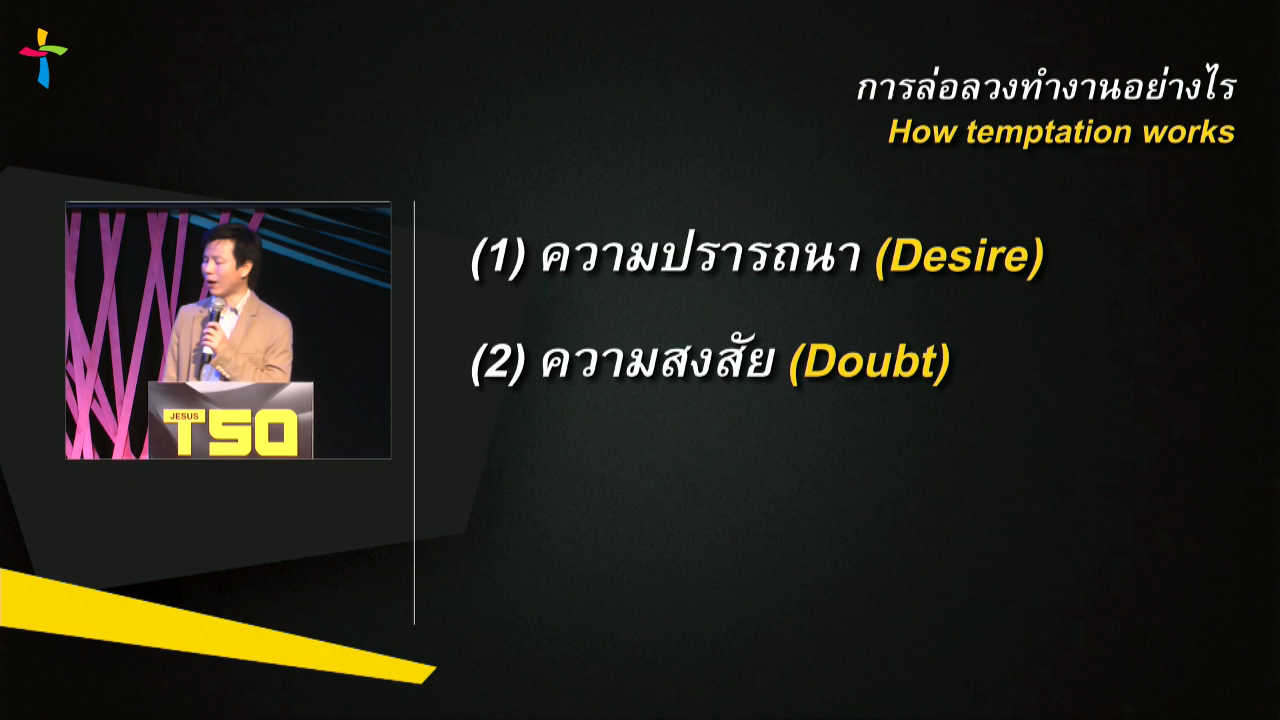 การล่อลวงทำงานอย่างไร
How temptation works
(1) ความปรารถนา (Desire)
(2) ความสงสัย (Doubt)
JESUS
TSQ